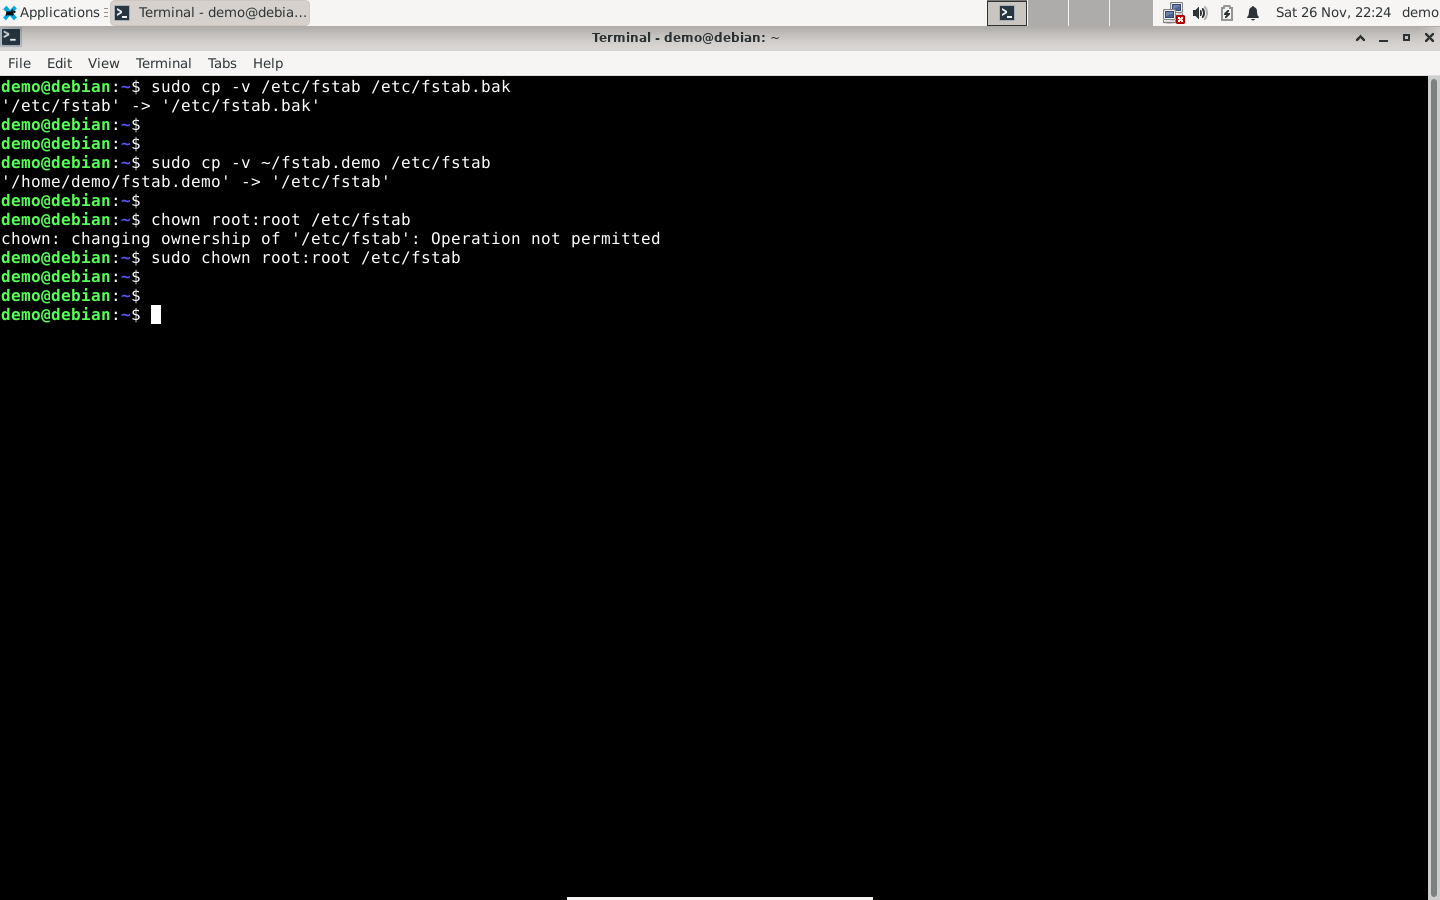 Applications
Terminal - demo@debia...
Sat 26 Nov, 22:24
demo
Terminal - demo@debian: ~
File Edit View Terminal Tabs Help
demo@debian:~$ sudo cp -v /etc/fstab /etc/fstab.bak
'/etc/fstab' -> '/etc/fstab.bak'
demo@debian:~$
demo@debian:~$
demo@debian:~$ sudo cp -v ~/fstab.demo /etc/fstab
'/home/demo/fstab.demo' -> '/etc/fstab'
demo@debian:~$
demo@debian:~$ chown root:root /etc/fstab
chown: changing ownership of '/etc/fstab': Operation not permitted
demo@debian:~$ sudo chown root:root /etc/fstab
demo@debian:~$
demo@debian:~$
demo@debian:~$